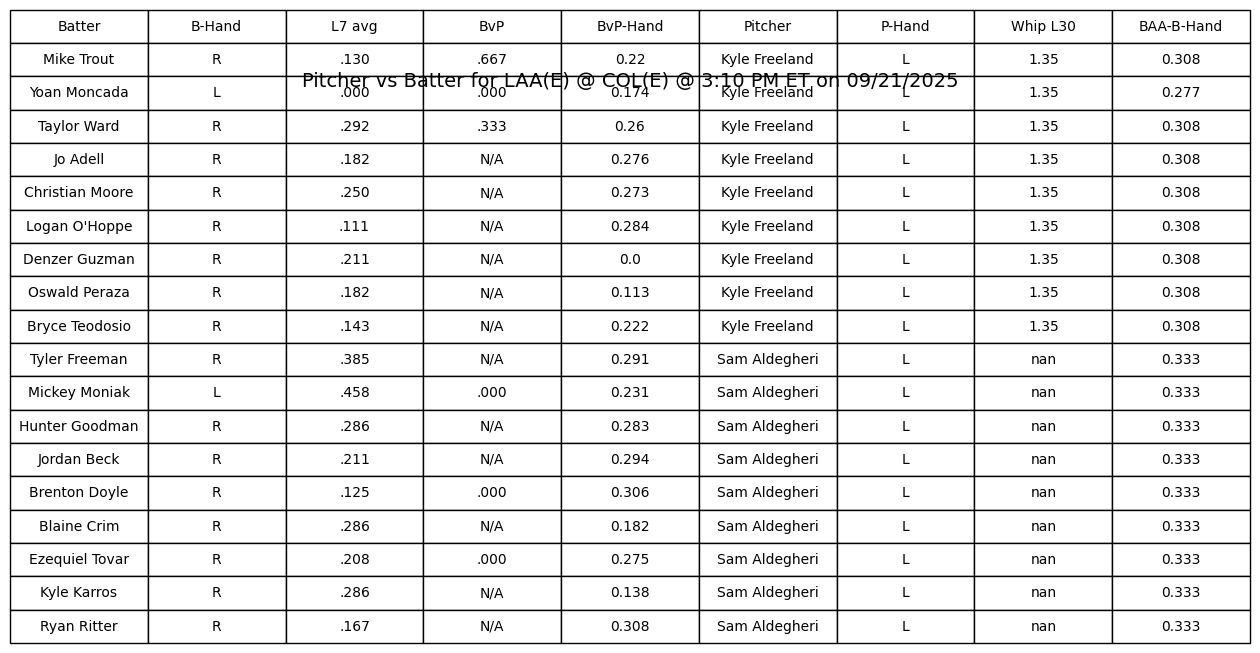 Batter B-Hand L7 avg BvP BvP-Hand Pitcher P-Hand Whip L30 BAA-B-Hand
Mike Trout R .130 .667 0.22 Kyle Freeland L 1.35 0.308
Pitcher vs Batter for LAA(E) @ COL(E) @ 3:10 PM ET on 09/21/2025
Yoan Moncada L .000 .000 0.174 Kyle Freeland L 1.35 0.277
Taylor Ward R .292 .333 0.26 Kyle Freeland L 1.35 0.308
Jo Adell R .182 N/A 0.276 Kyle Freeland L 1.35 0.308
Christian Moore R .250 N/A 0.273 Kyle Freeland L 1.35 0.308
Logan O'Hoppe R .111 N/A 0.284 Kyle Freeland L 1.35 0.308
Denzer Guzman R .211 N/A 0.0 Kyle Freeland L 1.35 0.308
Oswald Peraza R .182 N/A 0.113 Kyle Freeland L 1.35 0.308
Bryce Teodosio R .143 N/A 0.222 Kyle Freeland L 1.35 0.308
Tyler Freeman R .385 N/A 0.291 Sam Aldegheri L nan 0.333
Mickey Moniak L .458 .000 0.231 Sam Aldegheri L nan 0.333
Hunter Goodman R .286 N/A 0.283 Sam Aldegheri L nan 0.333
Jordan Beck R .211 N/A 0.294 Sam Aldegheri L nan 0.333
Brenton Doyle R .125 .000 0.306 Sam Aldegheri L nan 0.333
Blaine Crim R .286 N/A 0.182 Sam Aldegheri L nan 0.333
Ezequiel Tovar R .208 .000 0.275 Sam Aldegheri L nan 0.333
Kyle Karros R .286 N/A 0.138 Sam Aldegheri L nan 0.333
Ryan Ritter R .167 N/A 0.308 Sam Aldegheri L nan 0.333